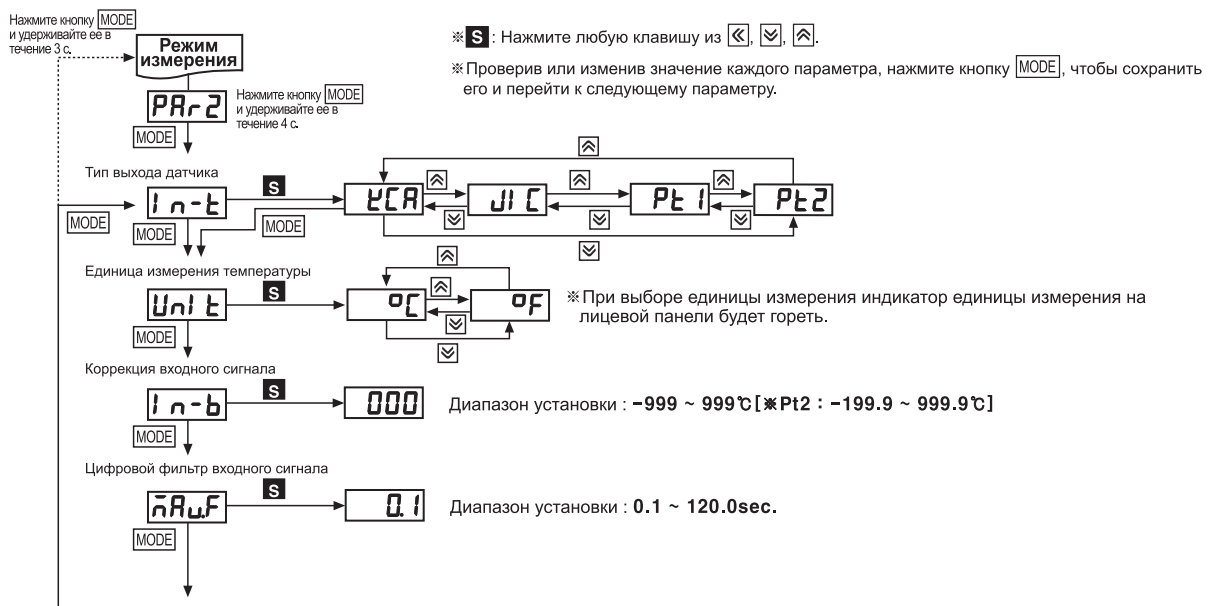 Нажмите кнопку MODE
и удерживайте ее в
течение 3 с.
Режим
измерения
※ S : Нажмите любую клавишу из «, ︾, ︽.
※Проверив или изменив значение каждого параметра, нажмите кнопку MODE, чтобы сохранить
его и перейти к следующему параметру.
PAr2
Нажмите кнопку MODE
и удерживайте ее в
течение 4 с.
MODE
Тип выхода датчика
MODE
In-t
S
KCA
JIC
Pt1
Pt2
MODE
MODE
Единица измерения температуры
Unit
S
°C
°F
※При выборе единицы измерения индикатор единицы измерения на
лицевой панели будет гореть.
MODE
Коррекция входного сигнала
In-b
S
000
Диапазон установки : -999 ~ 999℃[※Pt2 : -199.9 ~ 999.9℃]
MODE
Цифровой фильтр входного сигнала
mAv.F
S
0.1
Диапазон установки : 0.1 ~ 120.0sec.
MODE